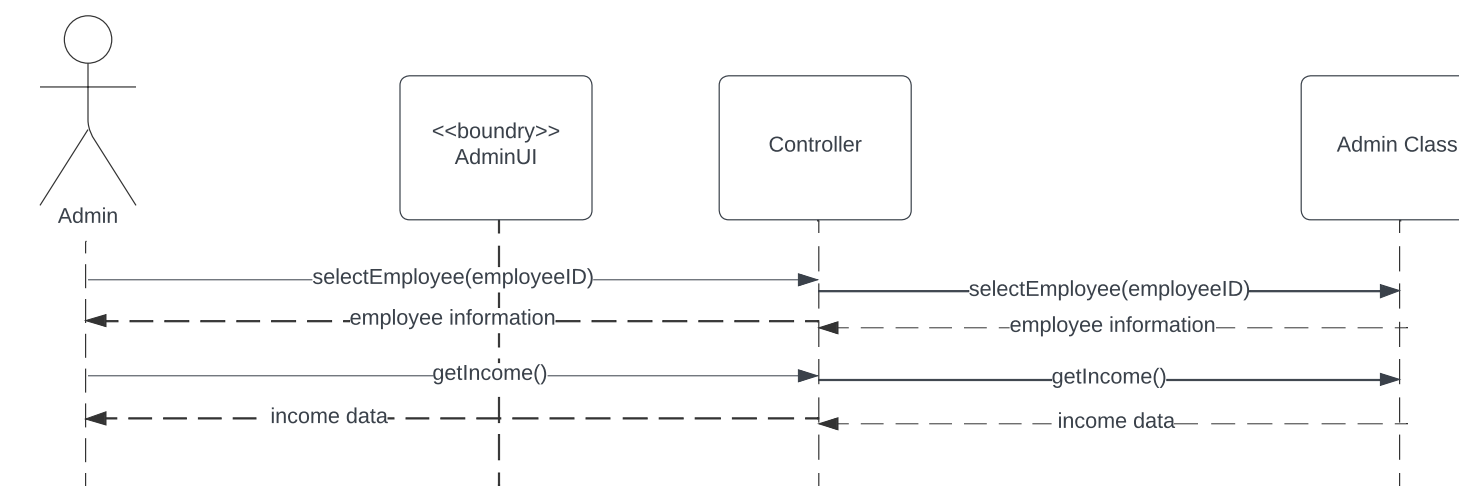 <<boundry>>
AdminUI
Controller
Admin Class
Admin
selectEmployee(employeeID)
selectEmployee(employeeID)
employee information
employee information
getIncome()
getIncome()
income data
income data